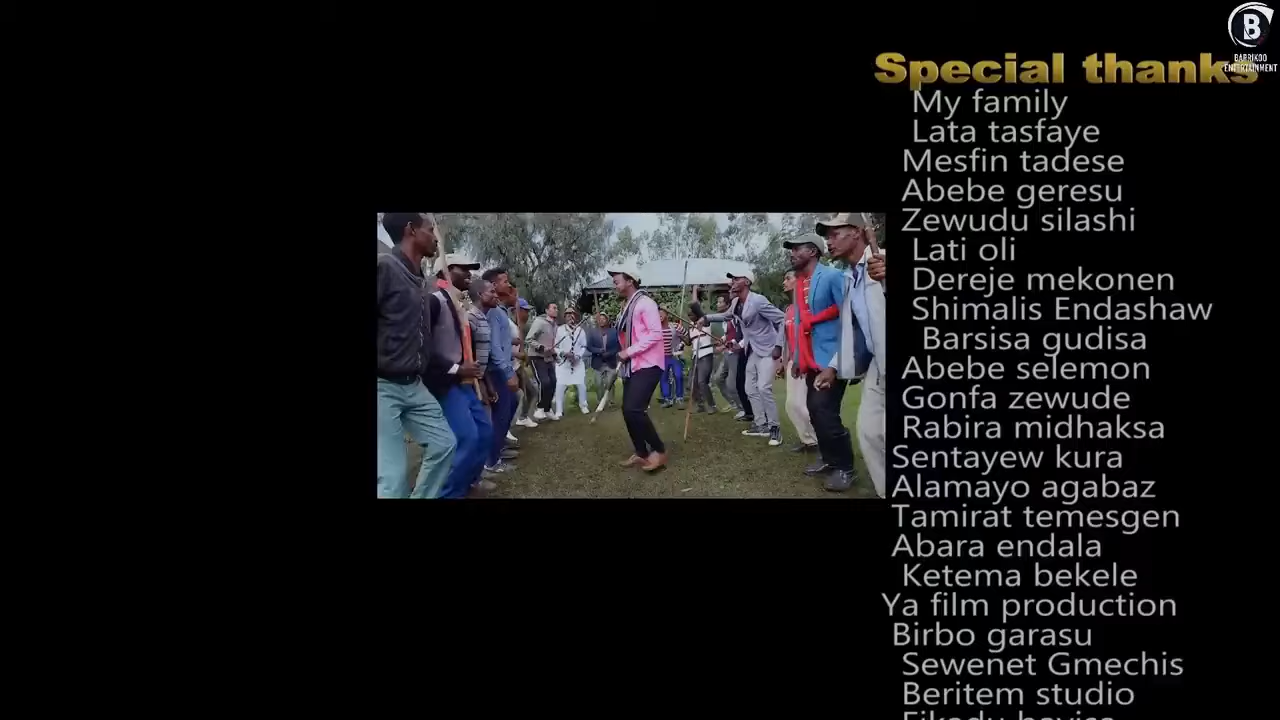 B
BARRIKOO
ENTERTAINMENT
Special thanks
My family
Lata tasfaye
Mesfin tadese
Abebe geresu
Zewudu silashi
Lati oli
Dereje mekonen
Shimalis Endashaw
Barsisa gudisa
Abebe selemon
Gonfa zewude
Rabira midhaksa
Sentayew kura
Alamayo agabaz
Tamirat temesgen
Abara endala
Ketema bekele
Ya film production
Birbo garasu
Sewenet Gmechis
Beritem studio